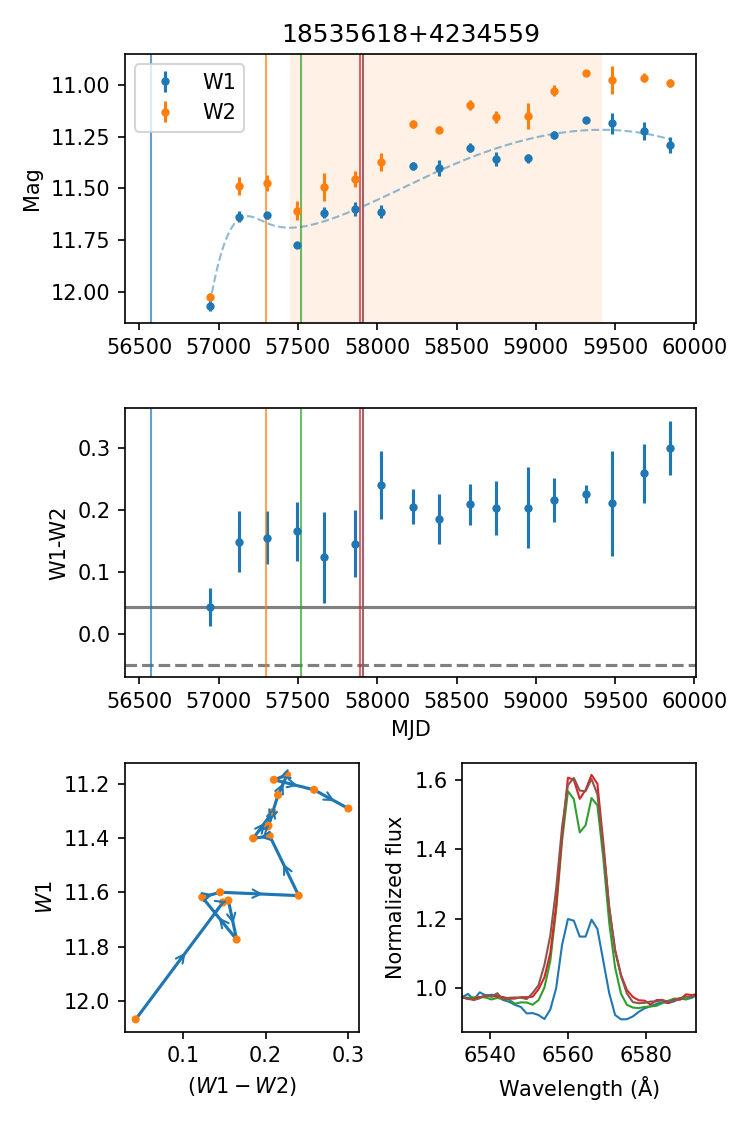 18535618+4234559
W1
W2
Mag
11.00
11.25
11.50
11.75
12.00
56500 57000 57500 58000 58500 59000 59500 60000
W1-W2
0.3
0.2
0.1
0.0
56500 57000 57500 58000 58500 59000 59500 60000
MJD
W1
11.2
11.4
11.6
11.8
12.0
0.1 0.2 0.3
(W1 − W2)
Normalized flux
1.6
1.4
1.2
1.0
6540 6560 6580
Wavelength (Å)